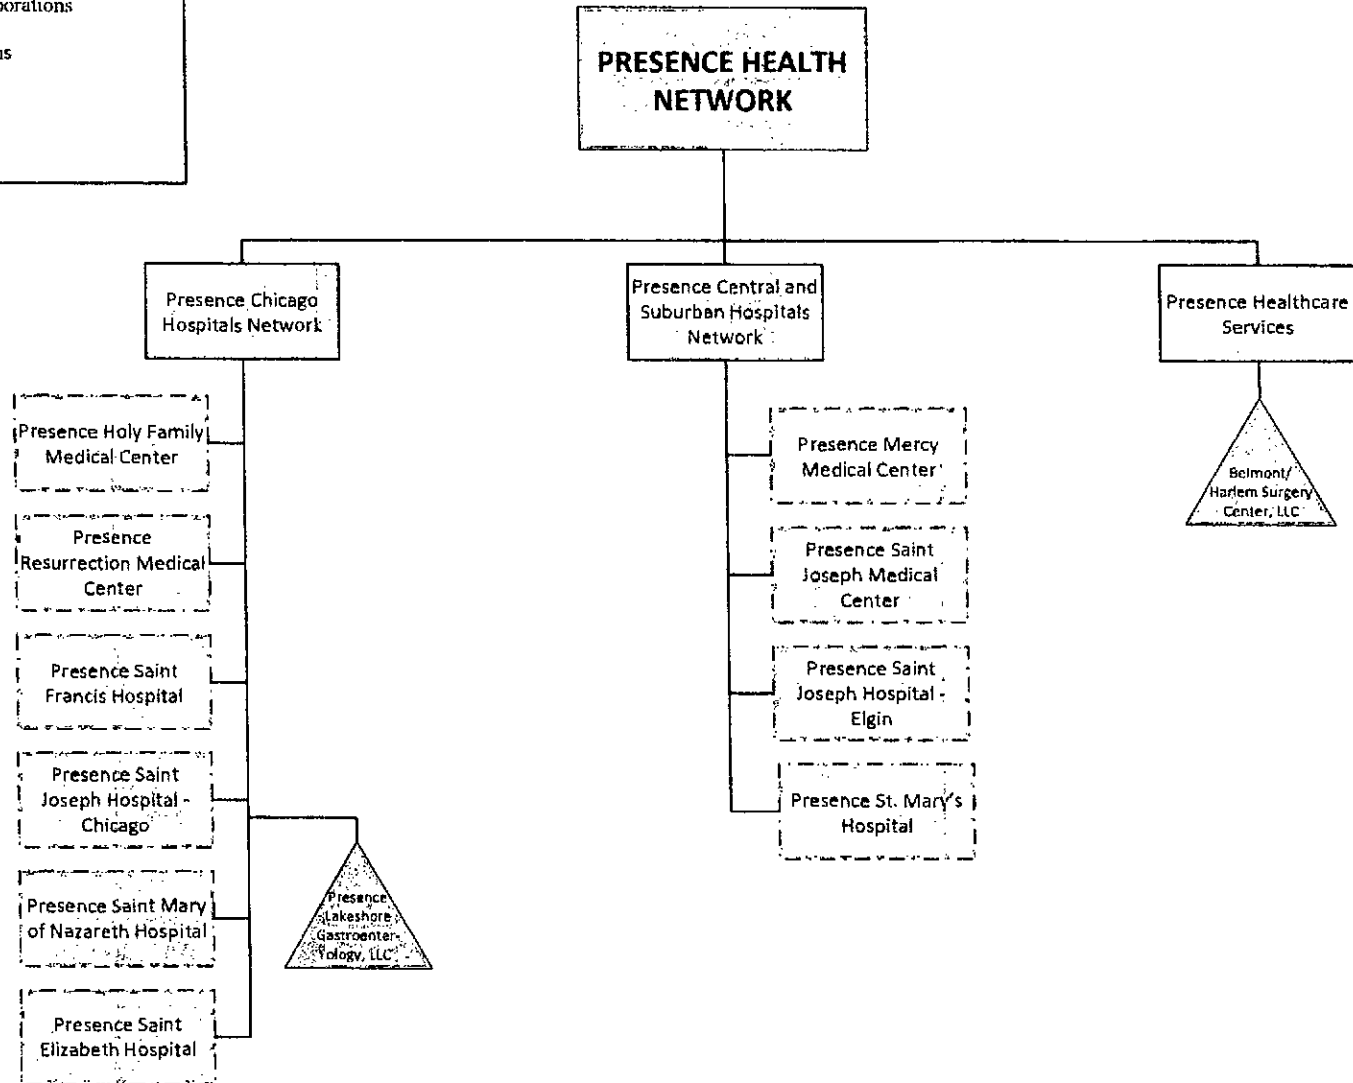 PRESENCE HEALTH
NETWORK
Presence Chicago
Hospitals Network
Presence Central and
Suburban Hospitals
Network
Presence Healthcare
Services
Presence Holy Family
Medical Center
Presence
Resurrection Medical
Center
Presence Saint
Francis Hospital
Presence Saint
Joseph Hospital -
Chicago
Presence Saint Mary
of Nazareth Hospital
Presence Saint
Elizabeth Hospital
Presence
Lakeshore
Gastroenter-
ology, LLC
Presence Mercy
Medical Center
Presence Saint
Joseph Medical
Center
Presence Saint
Joseph Hospital -
Elgin
Presence St. Mary's
Hospital
Belmont/
Harlem Surgery
Center, LLC